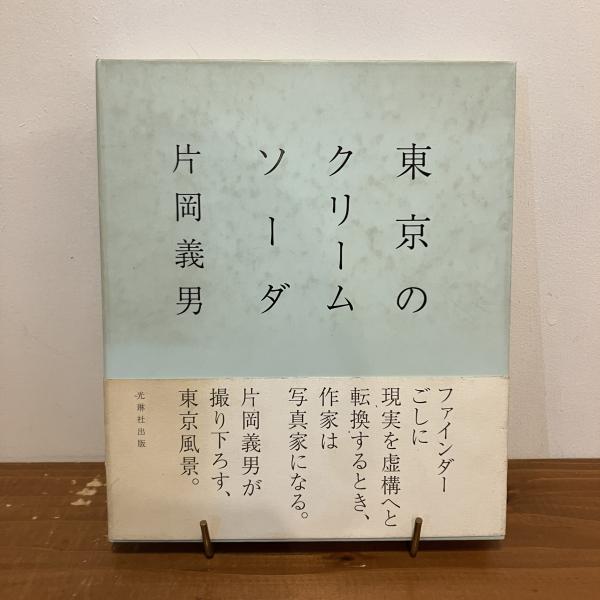 東京の
クリーム
ソーダ
片岡義男
ファインダー
ごしに
現実を虚構へと
転換するとき、
作家は
写真家になる。
片岡義男が
撮り下ろす、
東京風景。
光琳社出版